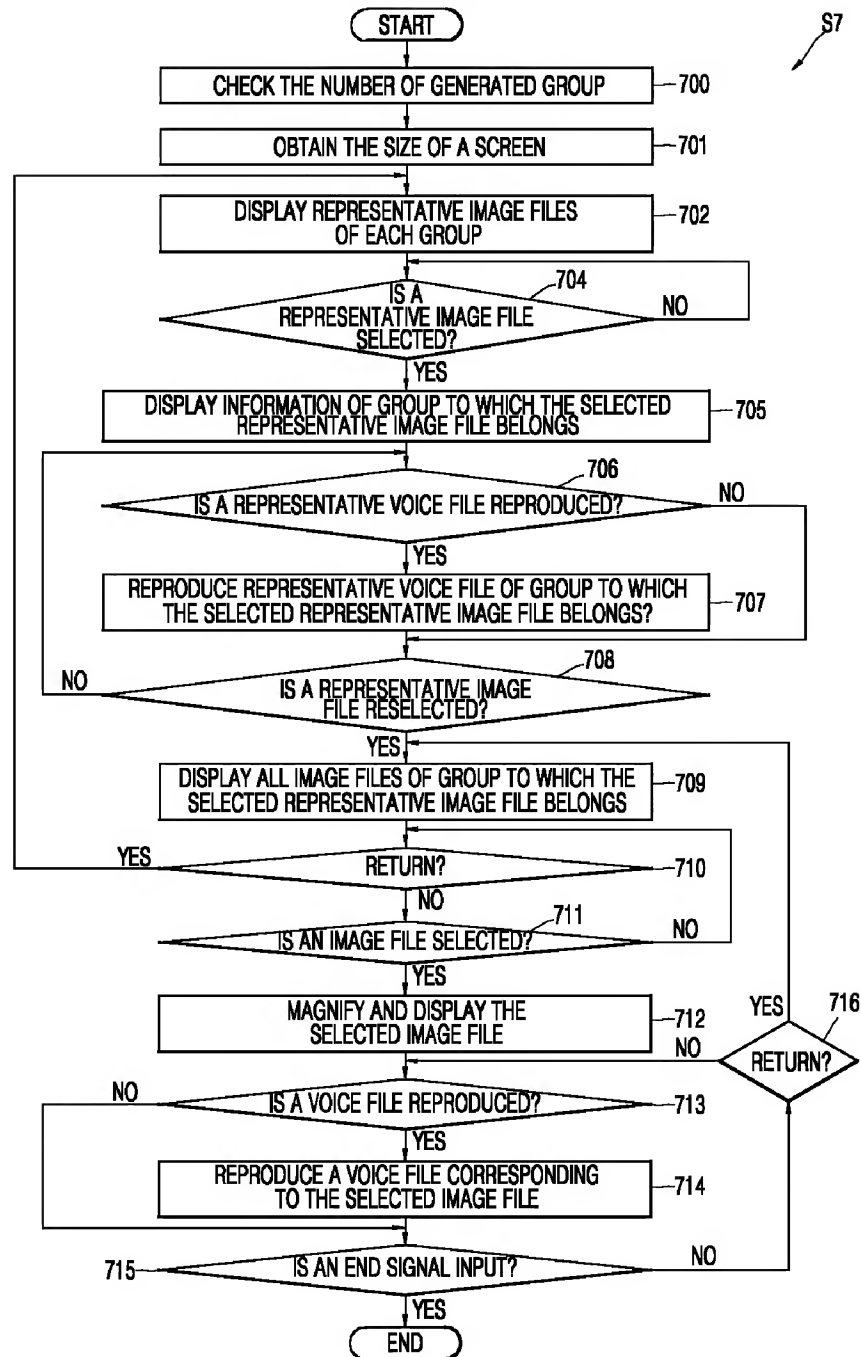 START
S7
CHECK THE NUMBER OF GENERATED GROUP
700
OBTAIN THE SIZE OF A SCREEN
701
DISPLAY REPRESENTATIVE IMAGE FILES
OF EACH GROUP
702
704
IS A
REPRESENTATIVE IMAGE FILE
SELECTED?
NO
YES
DISPLAY INFORMATION OF GROUP TO WHICH THE SELECTED
REPRESENTATIVE IMAGE FILE BELONGS
705
706
IS A REPRESENTATIVE VOICE FILE REPRODUCED?
NO
YES
REPRODUCE REPRESENTATIVE VOICE FILE OF GROUP TO WHICH
THE SELECTED REPRESENTATIVE IMAGE FILE BELONGS?
707
708
NO
IS A REPRESENTATIVE IMAGE
FILE RESELECTED?
YES
DISPLAY ALL IMAGE FILES OF GROUP TO WHICH THE
SELECTED REPRESENTATIVE IMAGE FILE BELONGS
709
YES
RETURN?
710
NO
711
IS AN IMAGE FILE SELECTED?
NO
YES
MAGNIFY AND DISPLAY THE
SELECTED IMAGE FILE
712
YES
716
NO
RETURN?
NO
IS A VOICE FILE REPRODUCED?
713
YES
REPRODUCE A VOICE FILE CORRESPONDING
TO THE SELECTED IMAGE FILE
714
715
IS AN END SIGNAL INPUT?
NO
YES
END